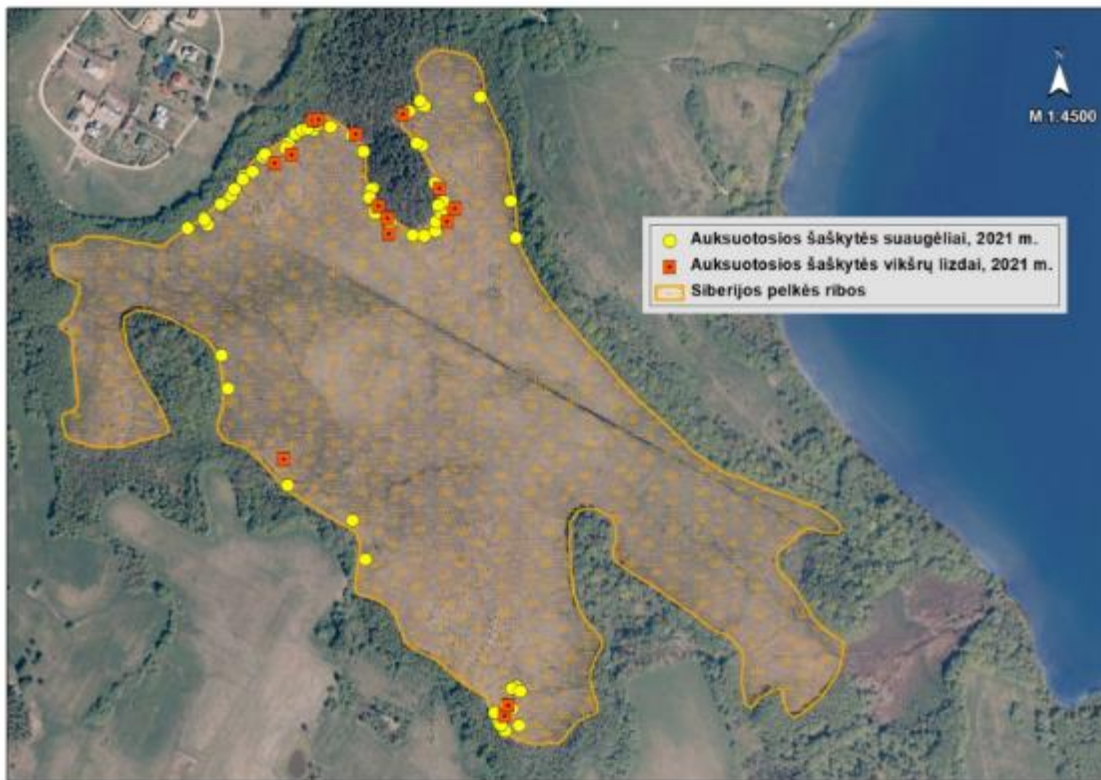 N
M 1:4500
Auksuotosios šaškytės suaugėliai, 2021 m.
Auksuotosios šaškytės vikšrų lizdai, 2021 m.
Siberijos pelkės ribos